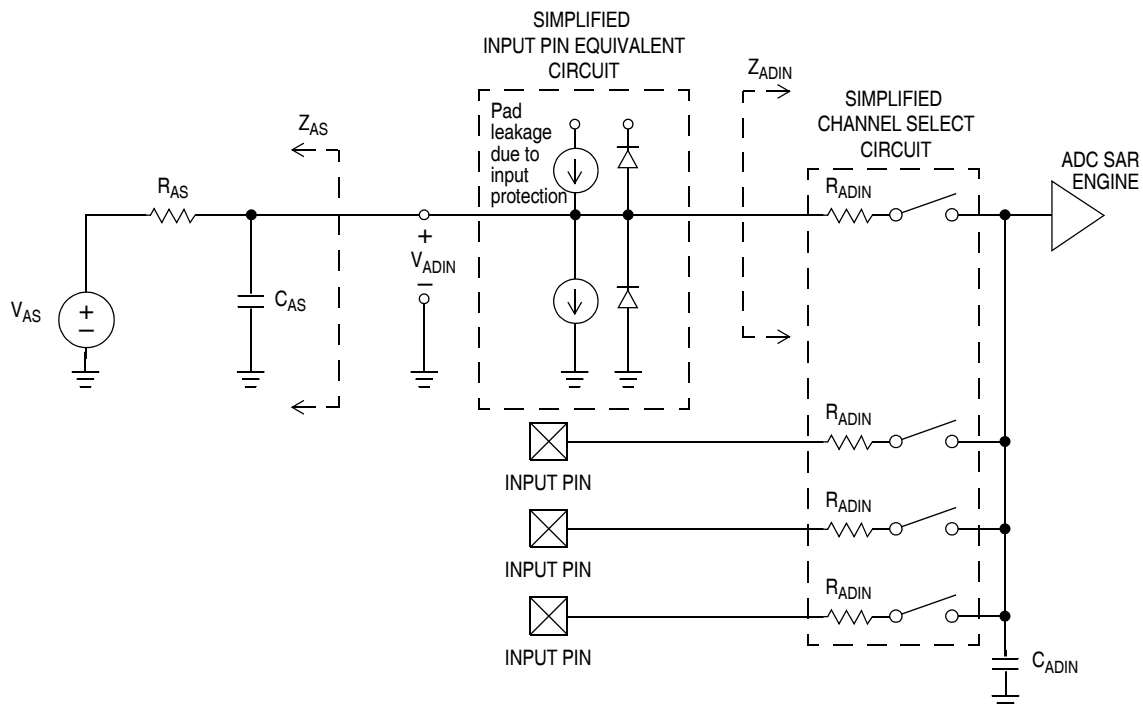 SIMPLIFIED
INPUT PIN EQUIVALENT
CIRCUIT
Pad
leakage
due to
input
protection
Z_ADIN
SIMPLIFIED
CHANNEL SELECT
CIRCUIT
ADC SAR
ENGINE
Z_AS
R_AS
R_ADIN
+
V_ADIN
−
V_AS
+
−
C_AS
R_ADIN
INPUT PIN
R_ADIN
INPUT PIN
R_ADIN
INPUT PIN
C_ADIN